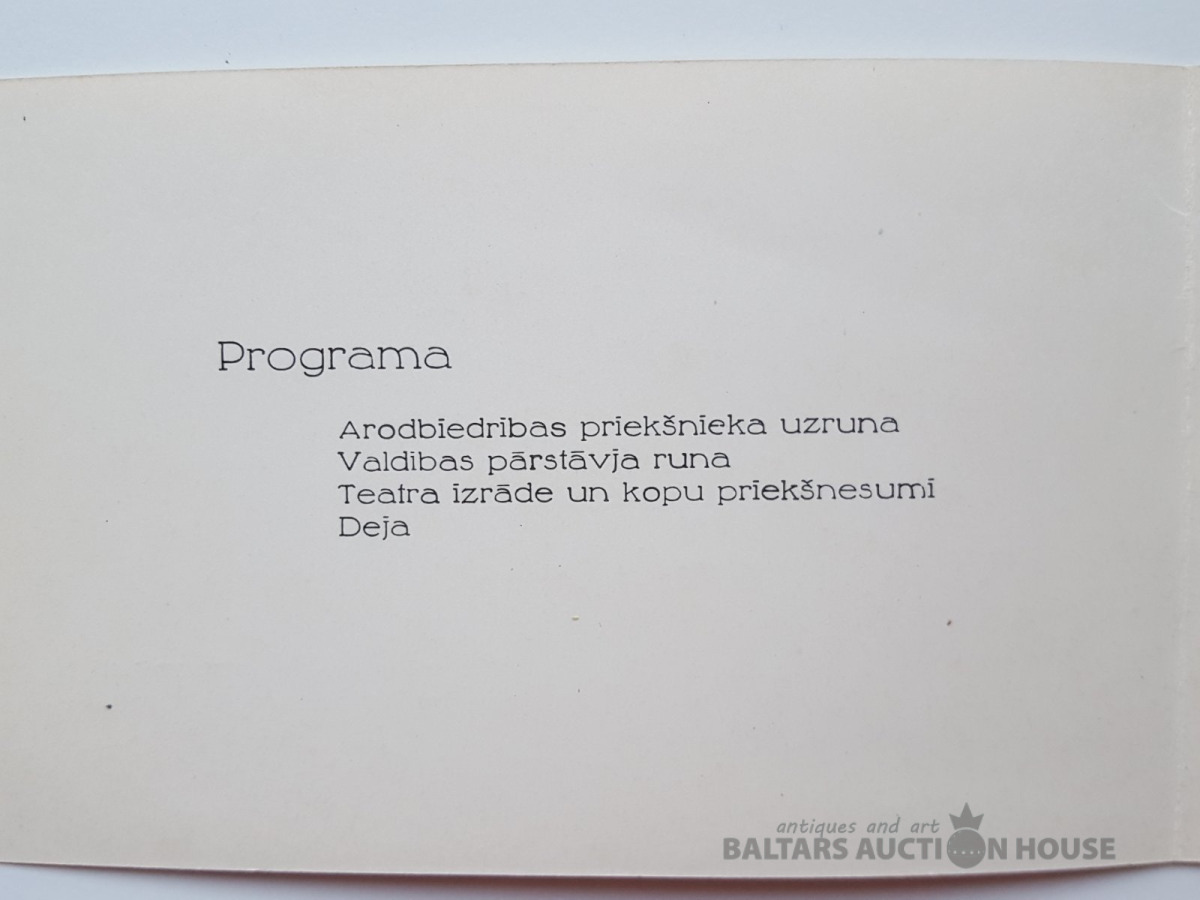 Programa
Arodbiedribas priekšnieka uzruna
Valdibas pārstāvja runa
Teatra izrāde un kopu priekšnesumi
Deja
antiques and art
BALTARS AUCTION HOUSE